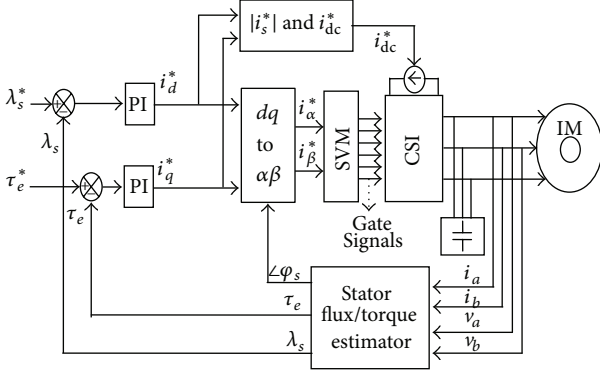 |i_s^*| and i_dc^*
i_dc^*
λ_s^*
PI
i_d^*
λ_s
dq
to
αβ
i_α^*
i_β^*
SVM
CSI
IM
τ_e^*
PI
i_q^*
τ_e
Gate
Signals
∠φ_s
τ_e
λ_s
Stator
flux/torque
estimator
i_a
i_b
v_a
v_b